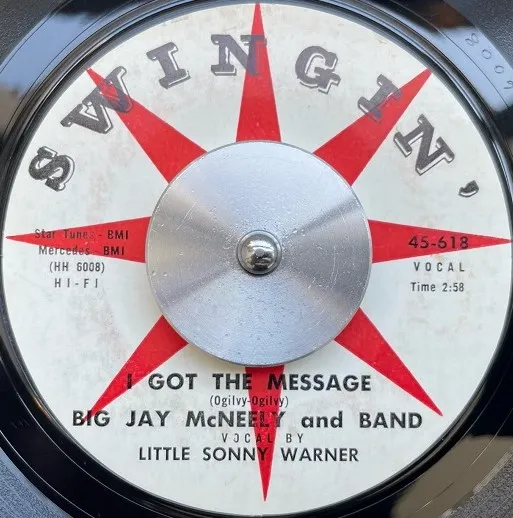 SWINGIN'
Star Tunes - BMI
Mercedes - BMI
(HH 6008)
HI-FI
45-618
VOCAL
Time 2:58
I GOT THE MESSAGE
(Ogilvy-Ogilvy)
BIG JAY McNEELY and BAND
VOCAL BY
LITTLE SONNY WARNER